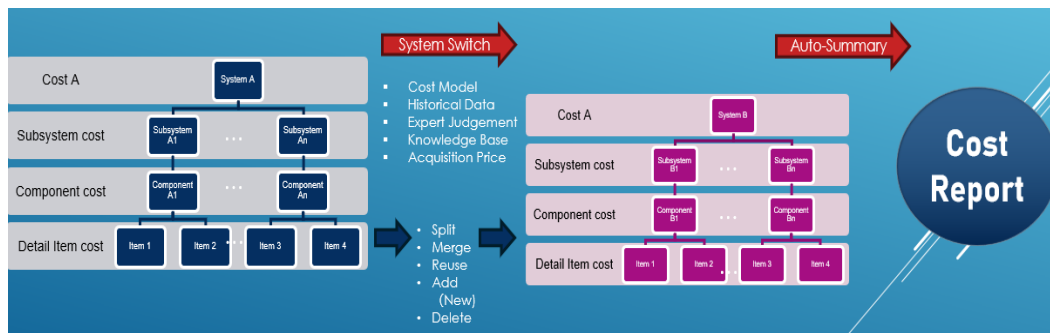 System Switch
Auto-Summary
Cost A
System A
Subsystem cost
Subsystem
A1
...
Subsystem
An
Component cost
Component
A1
...
Component
An
Detail Item cost
Item 1
Item 2
...
Item 3
Item 4
▪ Cost Model
▪ Historical Data
▪ Expert Judgement
▪ Knowledge Base
▪ Acquisition Price
• Split
• Merge
• Reuse
• Add
(New)
• Delete
Cost A
System B
Subsystem cost
Subsystem
B1
...
Subsystem
Bn
Component cost
Component
B1
...
Component
Bn
Detail Item cost
Item 1
Item 2
...
Item 3
Item 4
Cost
Report